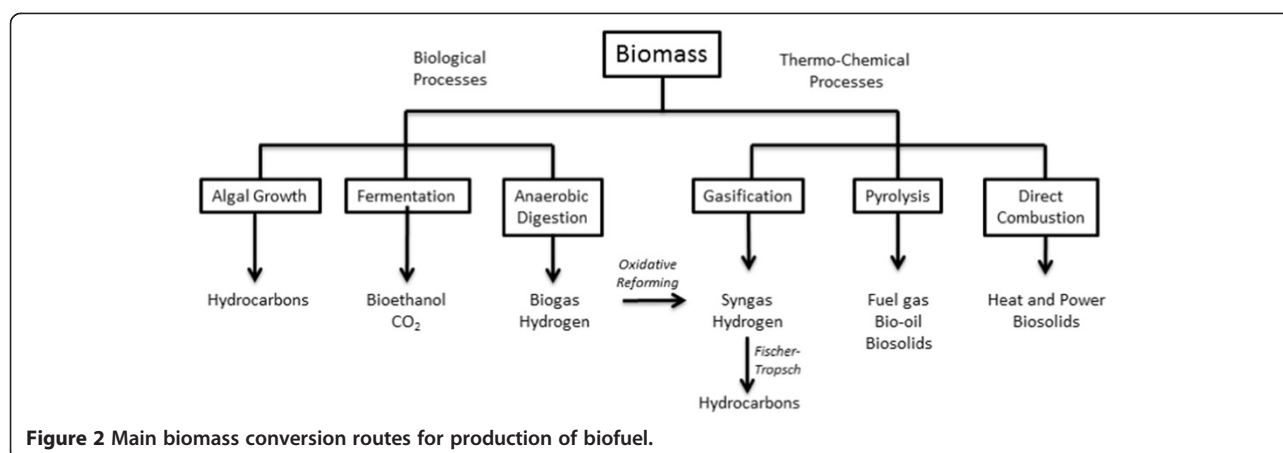 Biomass
Biological
Processes
Thermo-Chemical
Processes
Algal Growth
Fermentation
Anaerobic
Digestion
Gasification
Pyrolysis
Direct
Combustion
Hydrocarbons
Bioethanol
CO₂
Biogas
Hydrogen
Oxidative
Reforming
Syngas
Hydrogen
Fuel gas
Bio-oil
Biosolids
Heat and Power
Biosolids
Fischer-
Tropsch
Hydrocarbons
Figure 2 Main biomass conversion routes for production of biofuel.